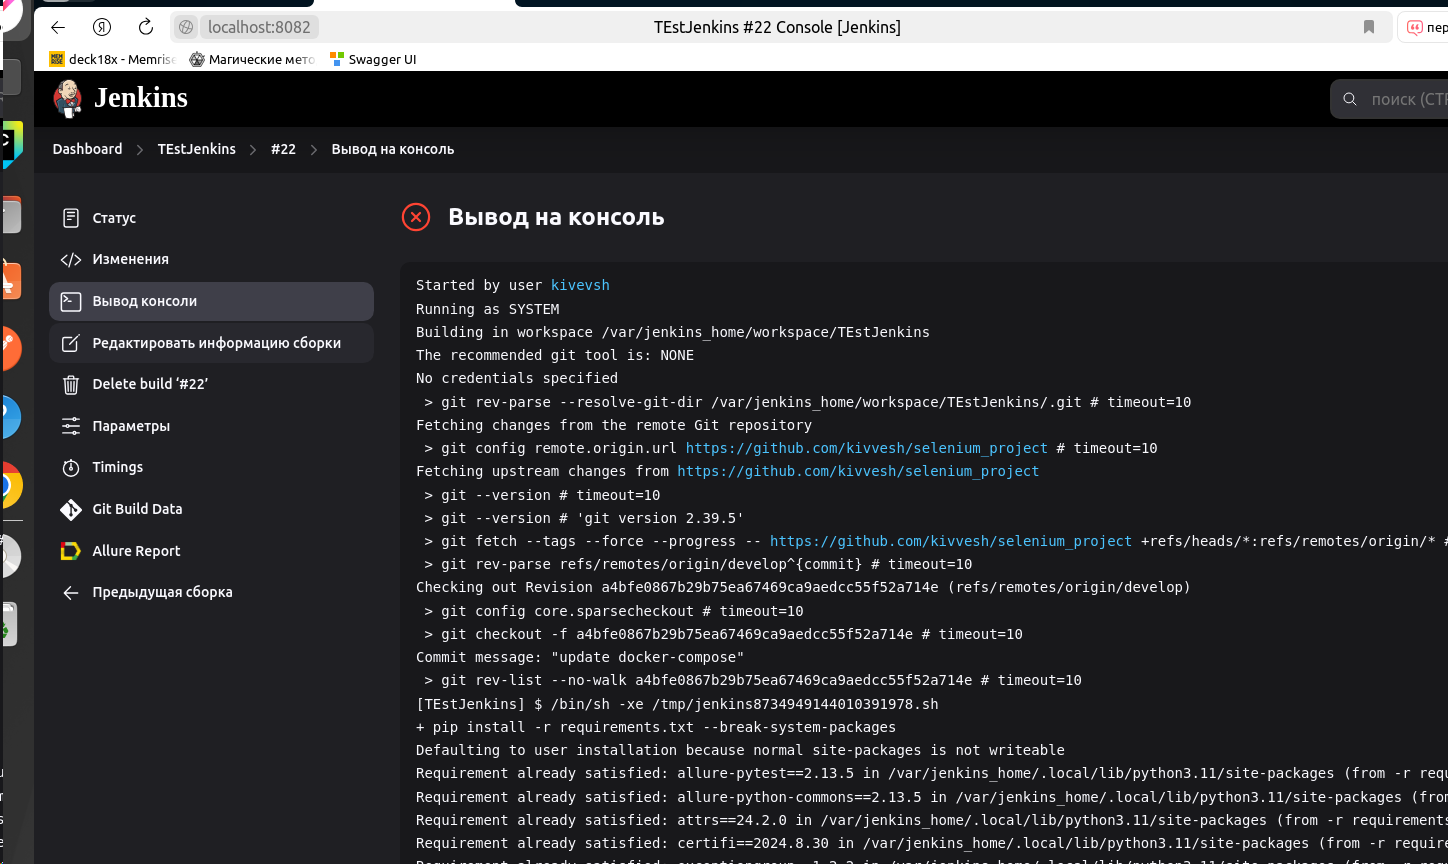 localhost:8082
TEstJenkins #22 Console [Jenkins]
deck18x - Memrise
Магические мето
Swagger UI
Jenkins
поиск
Dashboard
TEstJenkins
#22
Вывод на консоль
Статус
Изменения
Вывод консоли
Редактировать информацию сборки
Delete build ‘#22’
Параметры
Timings
Git Build Data
Allure Report
Предыдущая сборка
Вывод на консоль
Started by user kivevsh
Running as SYSTEM
Building in workspace /var/jenkins_home/workspace/TEstJenkins
The recommended git tool is: NONE
No credentials specified
> git rev-parse --resolve-git-dir /var/jenkins_home/workspace/TEstJenkins/.git # timeout=10
Fetching changes from the remote Git repository
> git config remote.origin.url https://github.com/kivvesh/selenium_project # timeout=10
Fetching upstream changes from https://github.com/kivvesh/selenium_project
> git --version # timeout=10
> git --version # 'git version 2.39.5'
> git fetch --tags --force --progress -- https://github.com/kivvesh/selenium_project +refs/heads/*:refs/remotes/origin/* #
> git rev-parse refs/remotes/origin/develop^{commit} # timeout=10
Checking out Revision a4bfe0867b29b75ea67469ca9aedcc55f52a714e (refs/remotes/origin/develop)
> git config core.sparsecheckout # timeout=10
> git checkout -f a4bfe0867b29b75ea67469ca9aedcc55f52a714e # timeout=10
Commit message: "update docker-compose"
> git rev-list --no-walk a4bfe0867b29b75ea67469ca9aedcc55f52a714e # timeout=10
[TEstJenkins] $ /bin/sh -xe /tmp/jenkins8734949144010391978.sh
+ pip install -r requirements.txt --break-system-packages
Defaulting to user installation because normal site-packages is not writeable
Requirement already satisfied: allure-pytest==2.13.5 in /var/jenkins_home/.local/lib/python3.11/site-packages (from -r requ
Requirement already satisfied: allure-python-commons==2.13.5 in /var/jenkins_home/.local/lib/python3.11/site-packages (from
Requirement already satisfied: attrs==24.2.0 in /var/jenkins_home/.local/lib/python3.11/site-packages (from -r requirements
Requirement already satisfied: certifi==2024.8.30 in /var/jenkins_home/.local/lib/python3.11/site-packages (from -r require